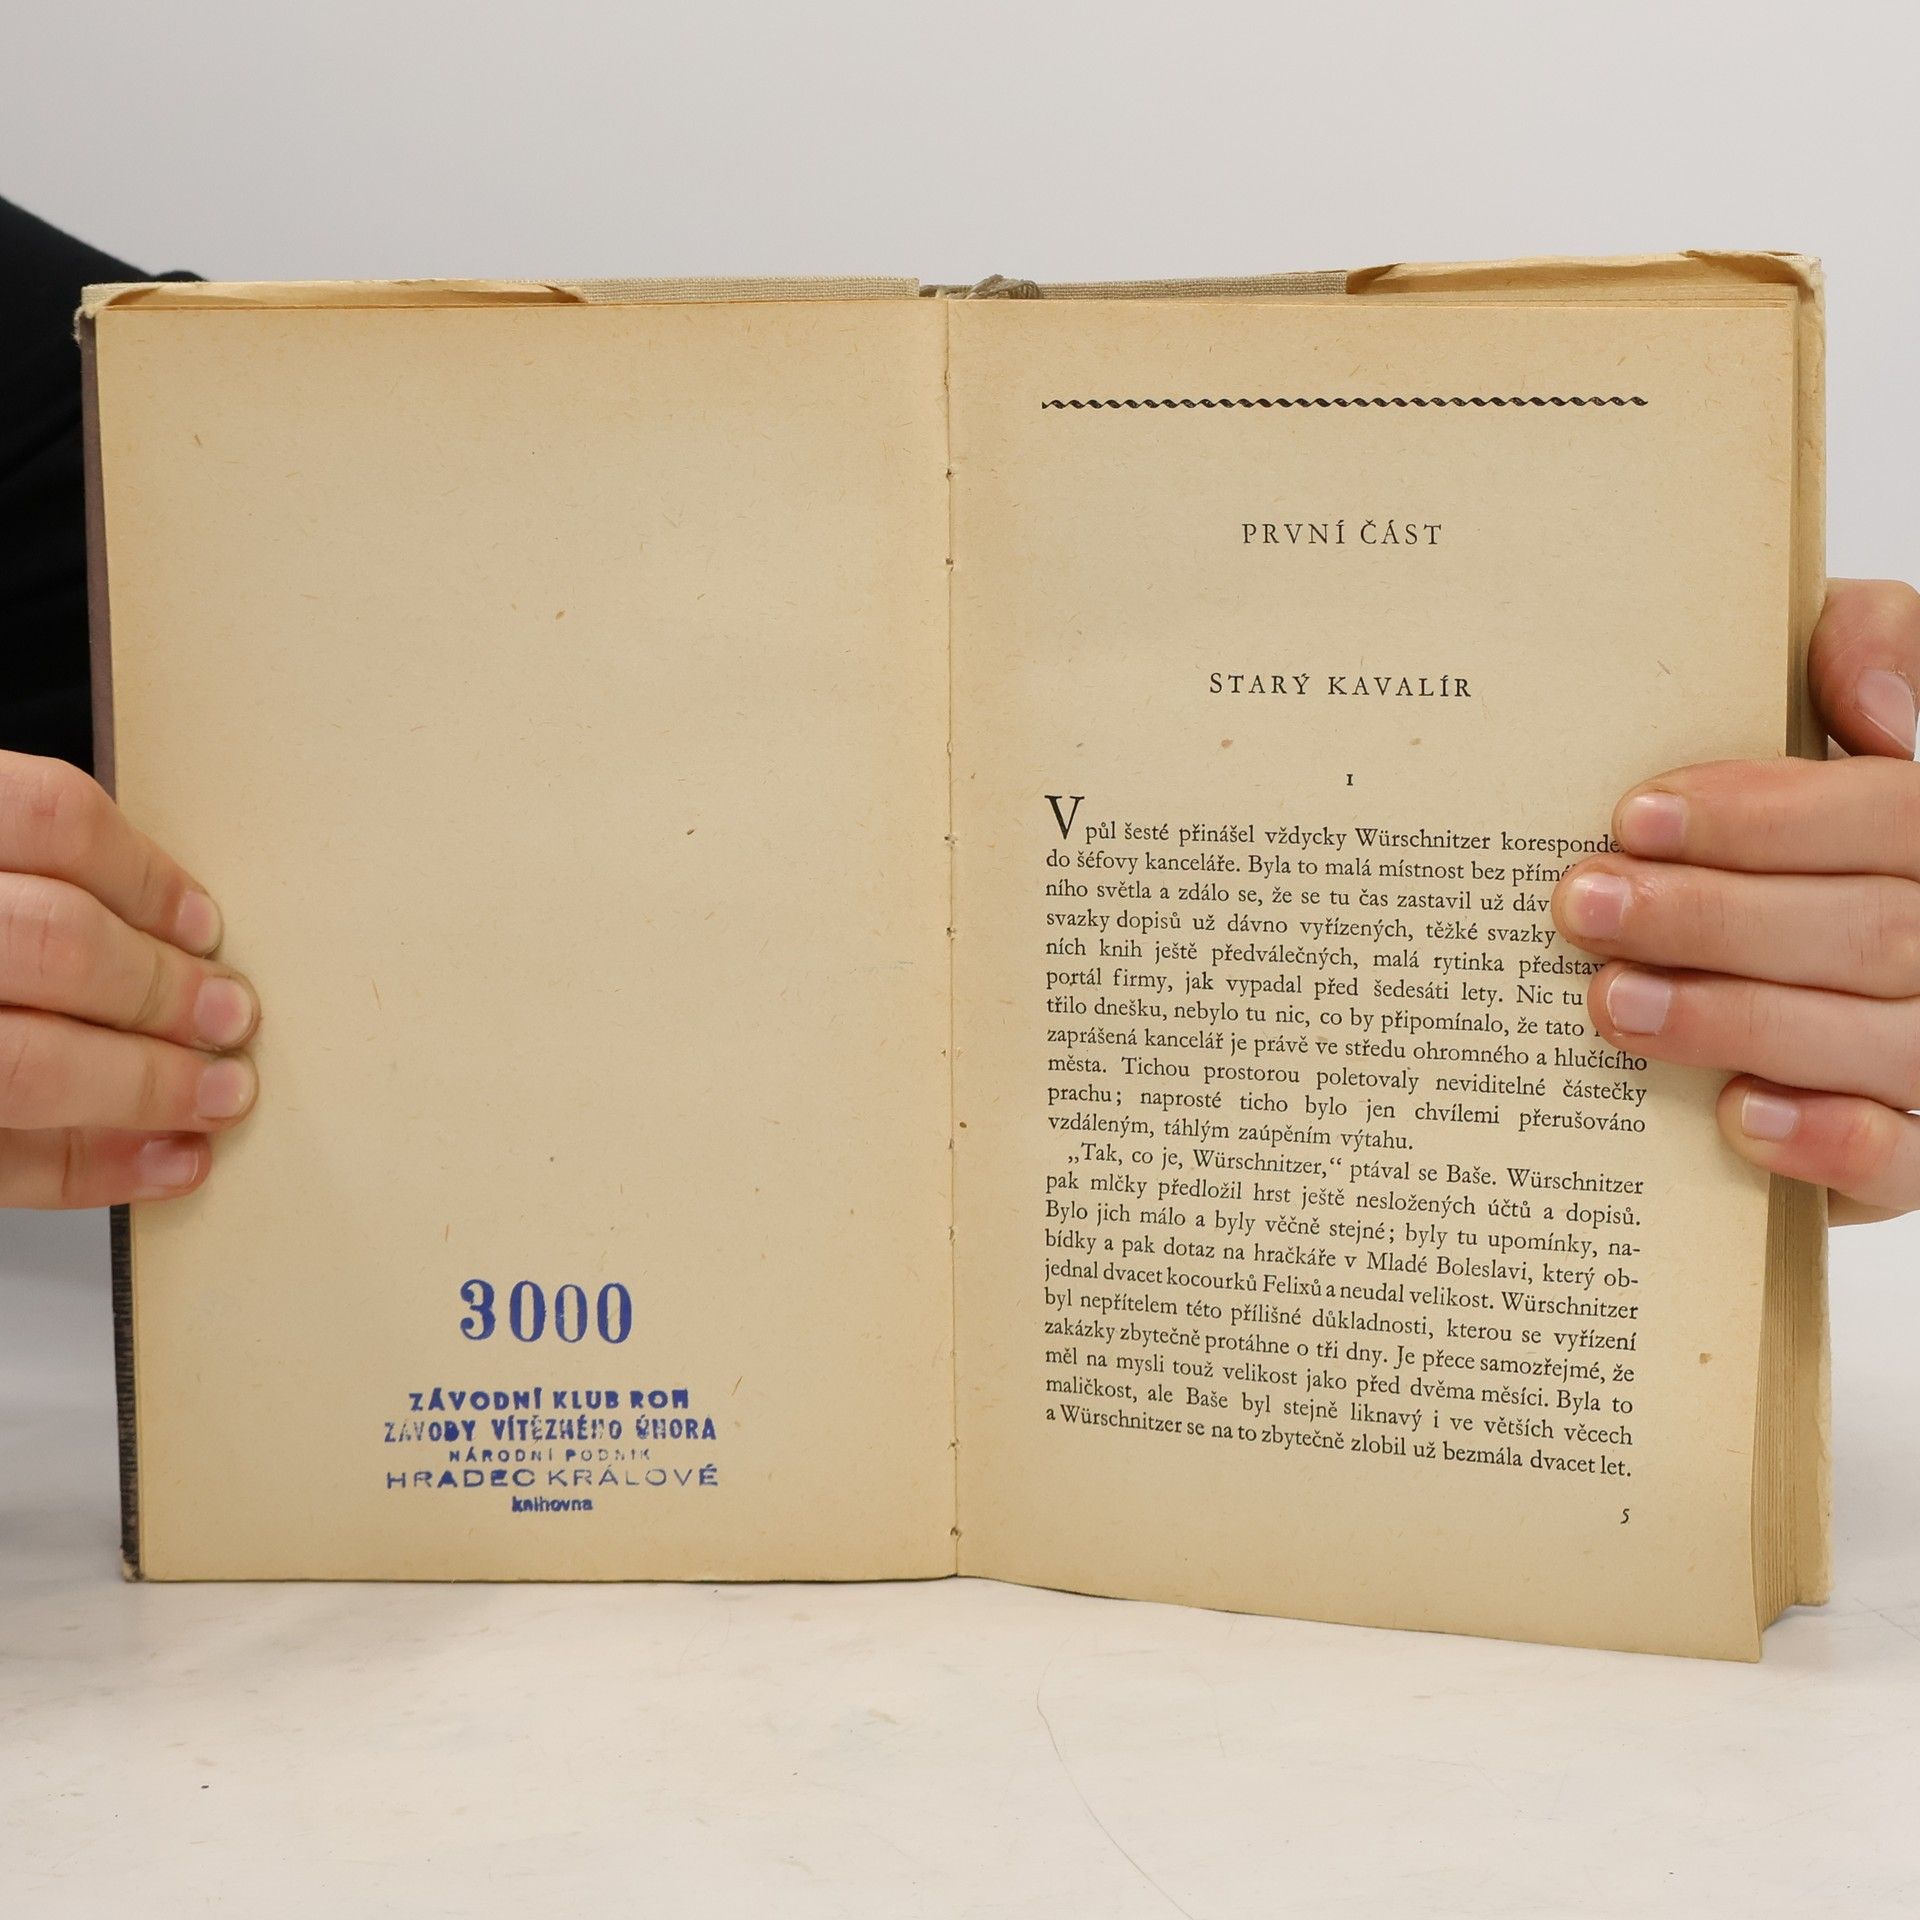 3000
ZÁVODNÍ KLUB ROH
ZÁVODY VÍTĚZNÉHO ÚNORA
NÁRODNÍ PODNIK
HRADEC KRÁLOVÉ
knihovna
PRVNÍ ČÁST
STARÝ KAVALÍR
I
V půl šesté přinášel vždycky Würschnitzer
do šéfovy kanceláře. Byla to malá místnost bez
ního světla a zdálo se, že se tu čas zastavil už
svazky dopisů už dávno vyřízených, těžké svazky
ních knih ještě předválečných, malá rytinka
portál firmy, jak vypadal před šedesáti lety. Nic tu
třilo dnešku, nebylo tu nic, co by připomínalo, že tato
zaprášená kancelář je právě ve středu ohromného a hlučícího
města. Tichou prostorou poletovaly neviditelné částečky
prachu; naprosté ticho bylo jen chvílemi přerušováno
vzdáleným, táhlým zaúpěním výtahu.
„Tak, co je, Würschnitzer,“ ptával se Baše. Würschnitzer
pak mlčky předložil hrst ještě nesložených účtů a dopisů.
Bylo jich málo a byly věčně stejné; byly tu upomínky, na-
bídky a pak dotaz na hračkáře v Mladé Boleslavi, který ob-
jednal dvacet kocourků Felixů a neudal velikost. Würschnitzer
byl nepřítelem této přílišné důkladnosti, kterou se vyřízení
zakázky zbytečně protáhne o tři dny. Je přece samozřejmé, že
měl na mysli touž velikost jako před dvěma měsíci. Byla to
maličkost, ale Baše byl stejně liknavý i ve větších věcech
a Würschnitzer se na to zbytečně zlobil už bezmála dvacet let.
5